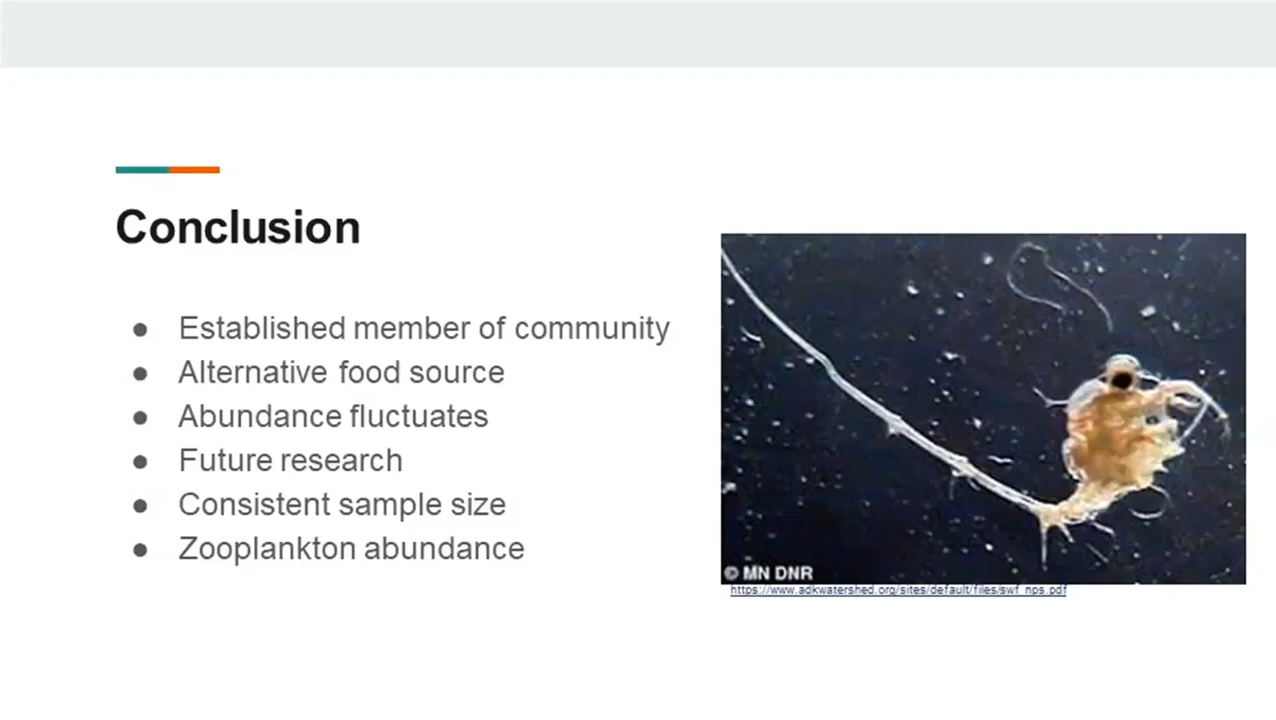 Conclusion
● Established member of community
● Alternative food source
● Abundance fluctuates
● Future research
● Consistent sample size
● Zooplankton abundance
© MN DNR
https://www.adkwatershed.org/sites/default/files/swf_nps.pdf